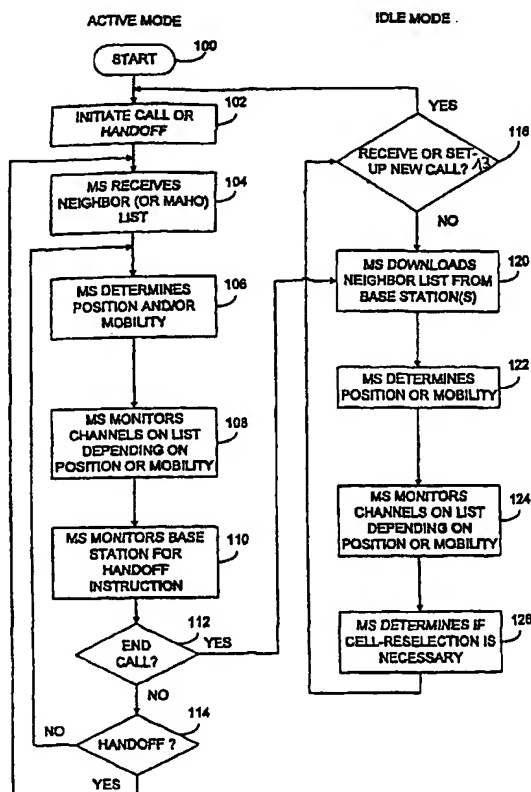 ACTIVE MODE
START
100
INITIATE CALL OR
HANDOFF
102
MS RECEIVES
NEIGHBOR (OR MAHO)
LIST
104
MS DETERMINES
POSITION AND/OR
MOBILITY
106
MS MONITORS
CHANNELS ON LIST
DEPENDING ON
POSITION OR MOBILITY
108
MS MONITORS BASE
STATION FOR
HANDOFF
INSTRUCTION
110
END
CALL?
112
YES
NO
HANDOFF ?
114
NO
YES
IDLE MODE
YES
RECEIVE OR SET-
UP NEW CALL? 13
118
NO
MS DOWNLOADS
NEIGHBOR LIST FROM
BASE STATION(S)
120
MS DETERMINES
POSITION OR MOBILITY
122
MS MONITORS
CHANNELS ON LIST
DEPENDING ON
POSITION OR MOBILITY
124
MS DETERMINES IF
CELL-RESELECTION IS
NECESSARY
126